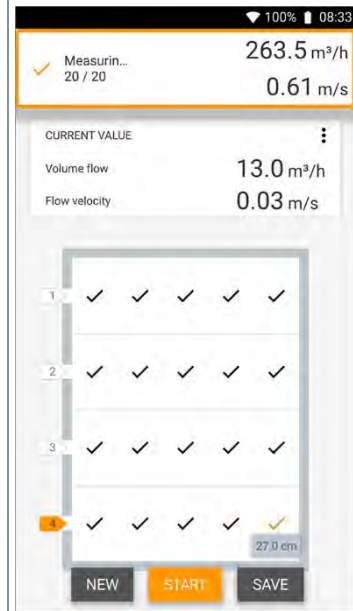 100% 08:33
Measurin... 263.5 m³/h
20 / 20
0.61 m/s
CURRENT VALUE
Volume flow 13.0 m³/h
Flow velocity 0.03 m/s
1
2
3
4
27.0 cm
NEW START SAVE